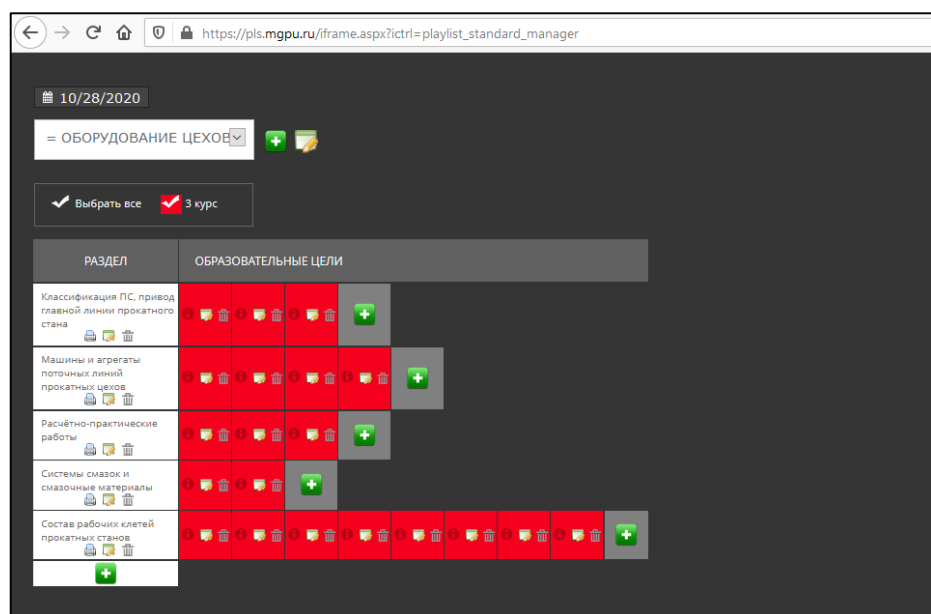 https://pls.mgpu.ru/iframe.aspx?ictrl=playlist_standard_manager
10/28/2020
= ОБОРУДОВАНИЕ ЦЕХОВ
Выбрать все 3 курс
РАЗДЕЛ ОБРАЗОВАТЕЛЬНЫЕ ЦЕЛИ
Классификация ПС, привод
главной линии прокатного
стана
Машины и агрегаты
поточных линий
прокатных цехов
Расчётно-практические
работы
Системы смазок и
смазочные материалы
Состав рабочих клетей
прокатных станов